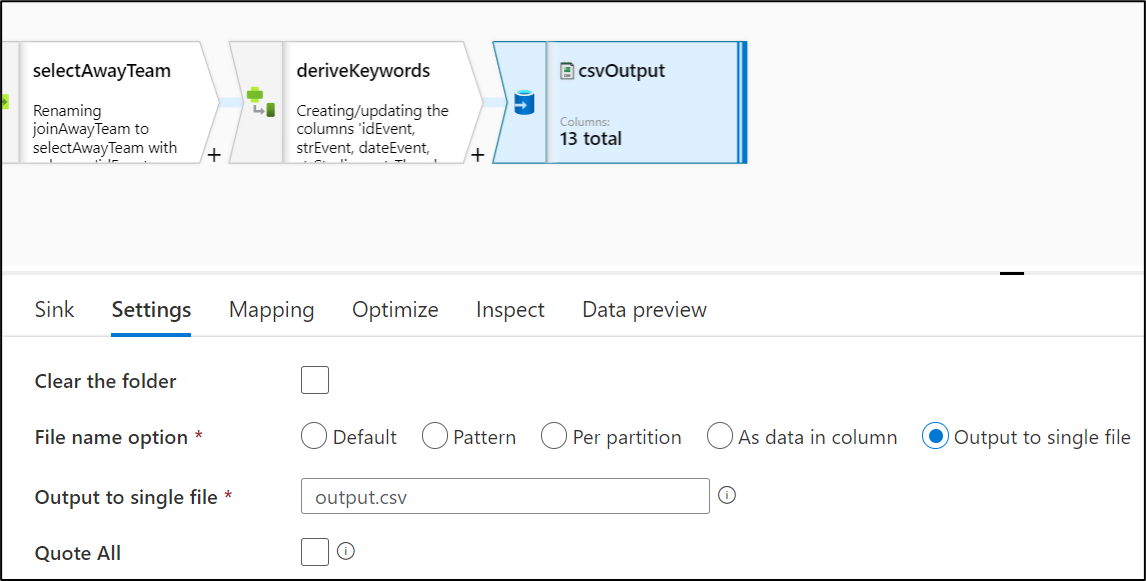 selectAwayTeam
Renaming
joinAwayTeam to
selectAwayTeam with
+
deriveKeywords
Creating/updating the
columns 'idEvent,
strEvent, dateEvent,
+
csvOutput
Columns:
13 total
Sink Settings Mapping Optimize Inspect Data preview
Clear the folder
File name option * Default Pattern Per partition As data in column Output to single file
Output to single file * output.csv
Quote All